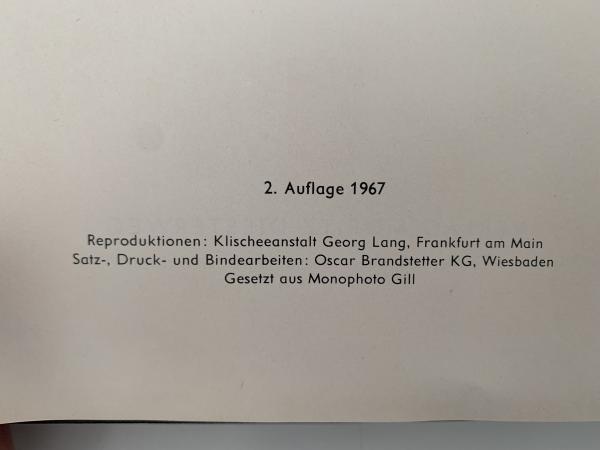 2. Auflage 1967
Reproduktionen: Klischeeanstalt Georg Lang, Frankfurt am Main
Satz-, Druck- und Bindearbeiten: Oscar Brandstetter KG, Wiesbaden
Gesetzt aus Monophoto Gill